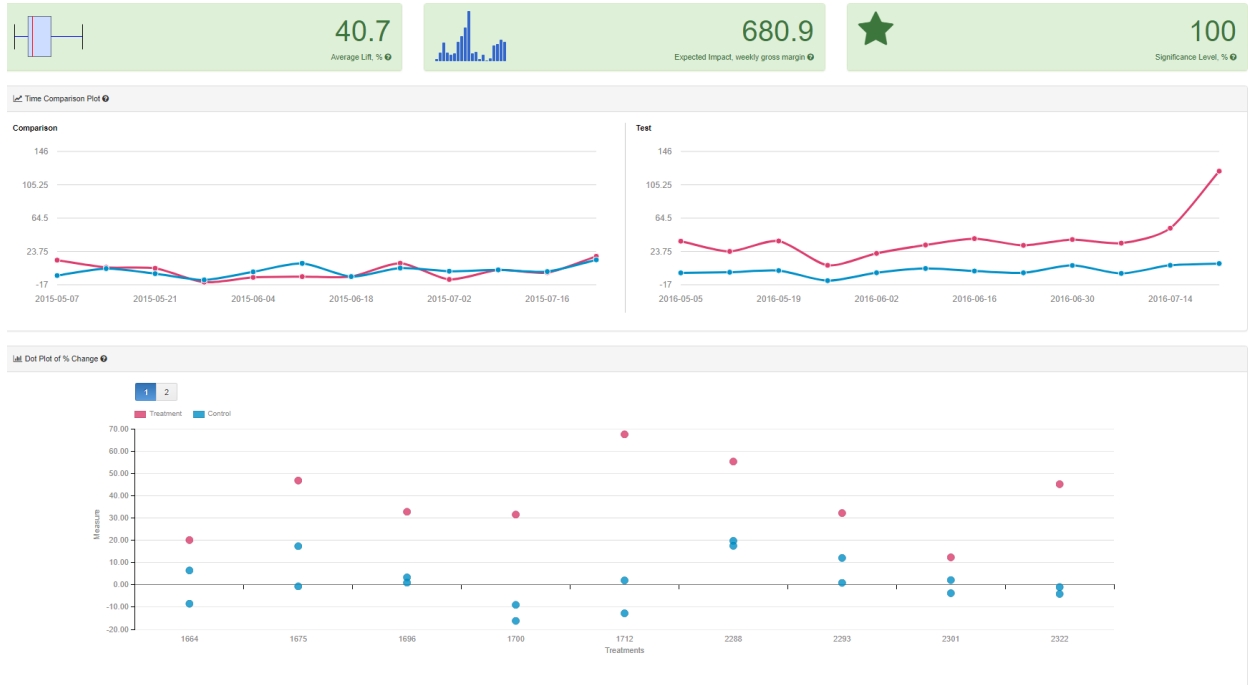 40.7
Average Lift, %
680.9
Expected Impact, weekly gross margin
100
Significance Level, %
Time Comparison Plot
Comparison
146
105.25
64.5
23.75
-17
2015-05-07 2015-05-21 2015-06-04 2015-06-18 2015-07-02 2015-07-16
Test
146
105.25
64.5
23.75
-17
2016-05-05 2016-05-19 2016-06-02 2016-06-16 2016-06-30 2016-07-14
Dot Plot of % Change
1 2
Treatment Control
70.00
60.00
50.00
40.00
30.00
20.00
10.00
0.00
-10.00
-20.00
Measure
1664 1675 1696 1700 1712 2288 2293 2301 2322
Treatments